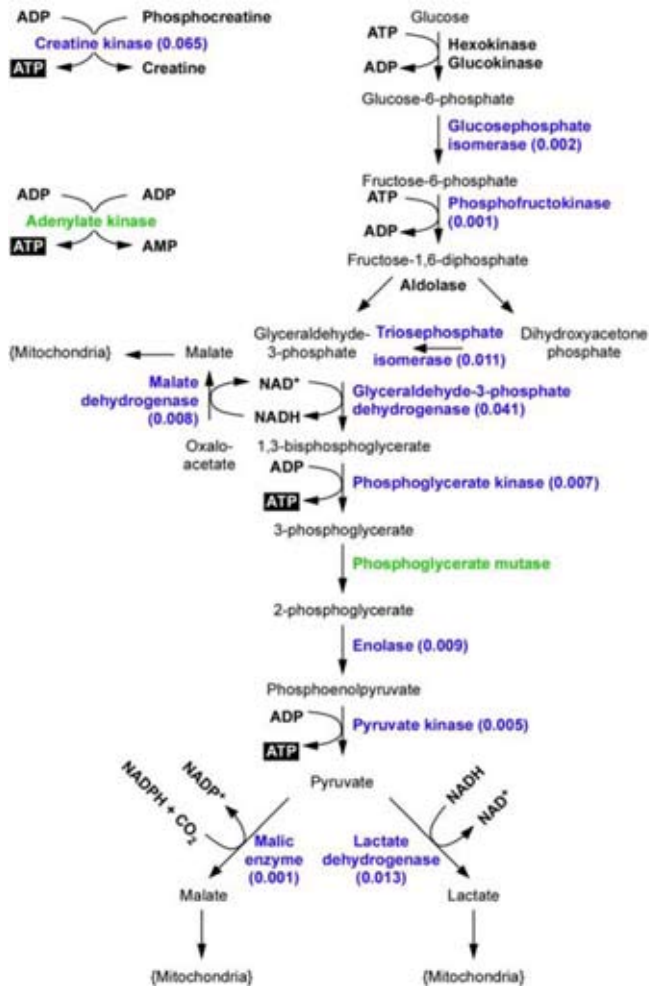 ADP Phosphocreatine
Creatine kinase (0.065)
ATP Creatine
ADP ADP
Adenylate kinase
ATP AMP
Glucose
ATP
Hexokinase
Glucokinase
ADP
Glucose-6-phosphate
Glucosephosphate
isomerase (0.002)
Fructose-6-phosphate
ATP
Phosphofructokinase
(0.001)
ADP
Fructose-1,6-diphosphate
Aldolase
Glyceraldehyde-
3-phosphate
Triosephosphate
isomerase (0.011)
Dihydroxyacetone
phosphate
{Mitochondria}
Malate
Malate
dehydrogenase
(0.008)
NAD+
NADH
Glyceraldehyde-3-phosphate
dehydrogenase (0.041)
Oxalo-
acetate
1,3-bisphosphoglycerate
ADP
Phosphoglycerate kinase (0.007)
ATP
3-phosphoglycerate
Phosphoglycerate mutase
2-phosphoglycerate
Enolase (0.009)
Phosphoenolpyruvate
ADP
Pyruvate kinase (0.005)
ATP
Pyruvate
NADPH + CO2
NADP+
Malic
enzyme
(0.001)
Lactate
dehydrogenase
(0.013)
NADH
NAD+
Malate
Lactate
{Mitochondria}
{Mitochondria}